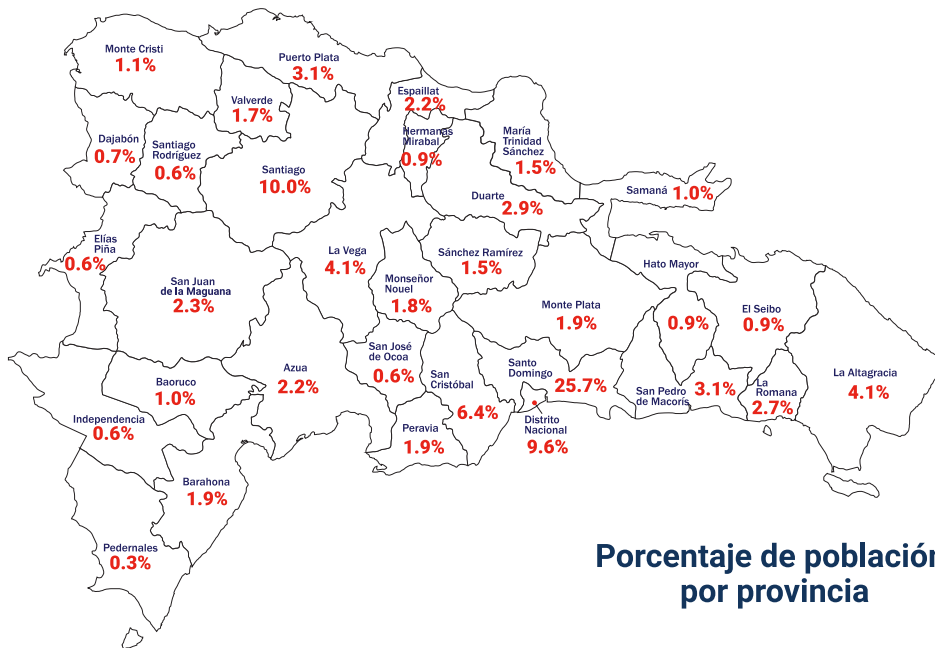 Monte Cristi
1.1%
Puerto Plata
3.1%
Espaillat
2.2%
Valverde
1.7%
Hermanas
Mirabal
0.9%
María
Trinidad
Sánchez
1.5%
Dajabón
0.7%
Santiago
Rodríguez
0.6%
Santiago
10.0%
Samaná 1.0%
Duarte
2.9%
Elías
Piña
0.6%
La Vega
4.1%
Sánchez Ramírez
1.5%
Hato Mayor
0.9%
San Juan
de la Maguana
2.3%
Monseñor
Nouel
1.8%
Monte Plata
1.9%
El Seibo
0.9%
San José
de Ocoa
0.6%
Azua
2.2%
Baoruco
1.0%
San
Cristóbal
6.4%
Santo
Domingo
25.7%
San Pedro
de Macorís
3.1%
La
Romana
2.7%
La Altagracia
4.1%
Independencia
0.6%
Peravia
1.9%
Distrito
Nacional
9.6%
Barahona
1.9%
Pedernales
0.3%
Porcentaje de población
por provincia